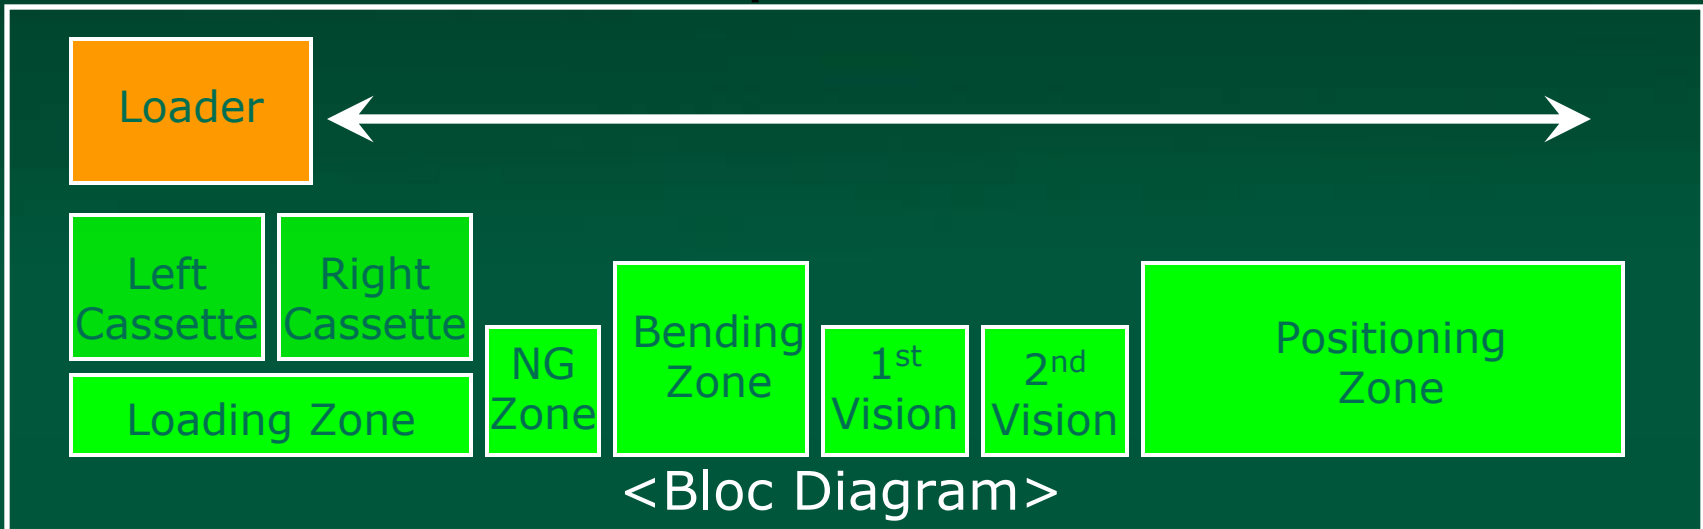 Loader
Left
Cassette
Right
Cassette
Loading Zone
NG
Zone
Bending
Zone
1st
Vision
2nd
Vision
Positioning
Zone
<Bloc Diagram>